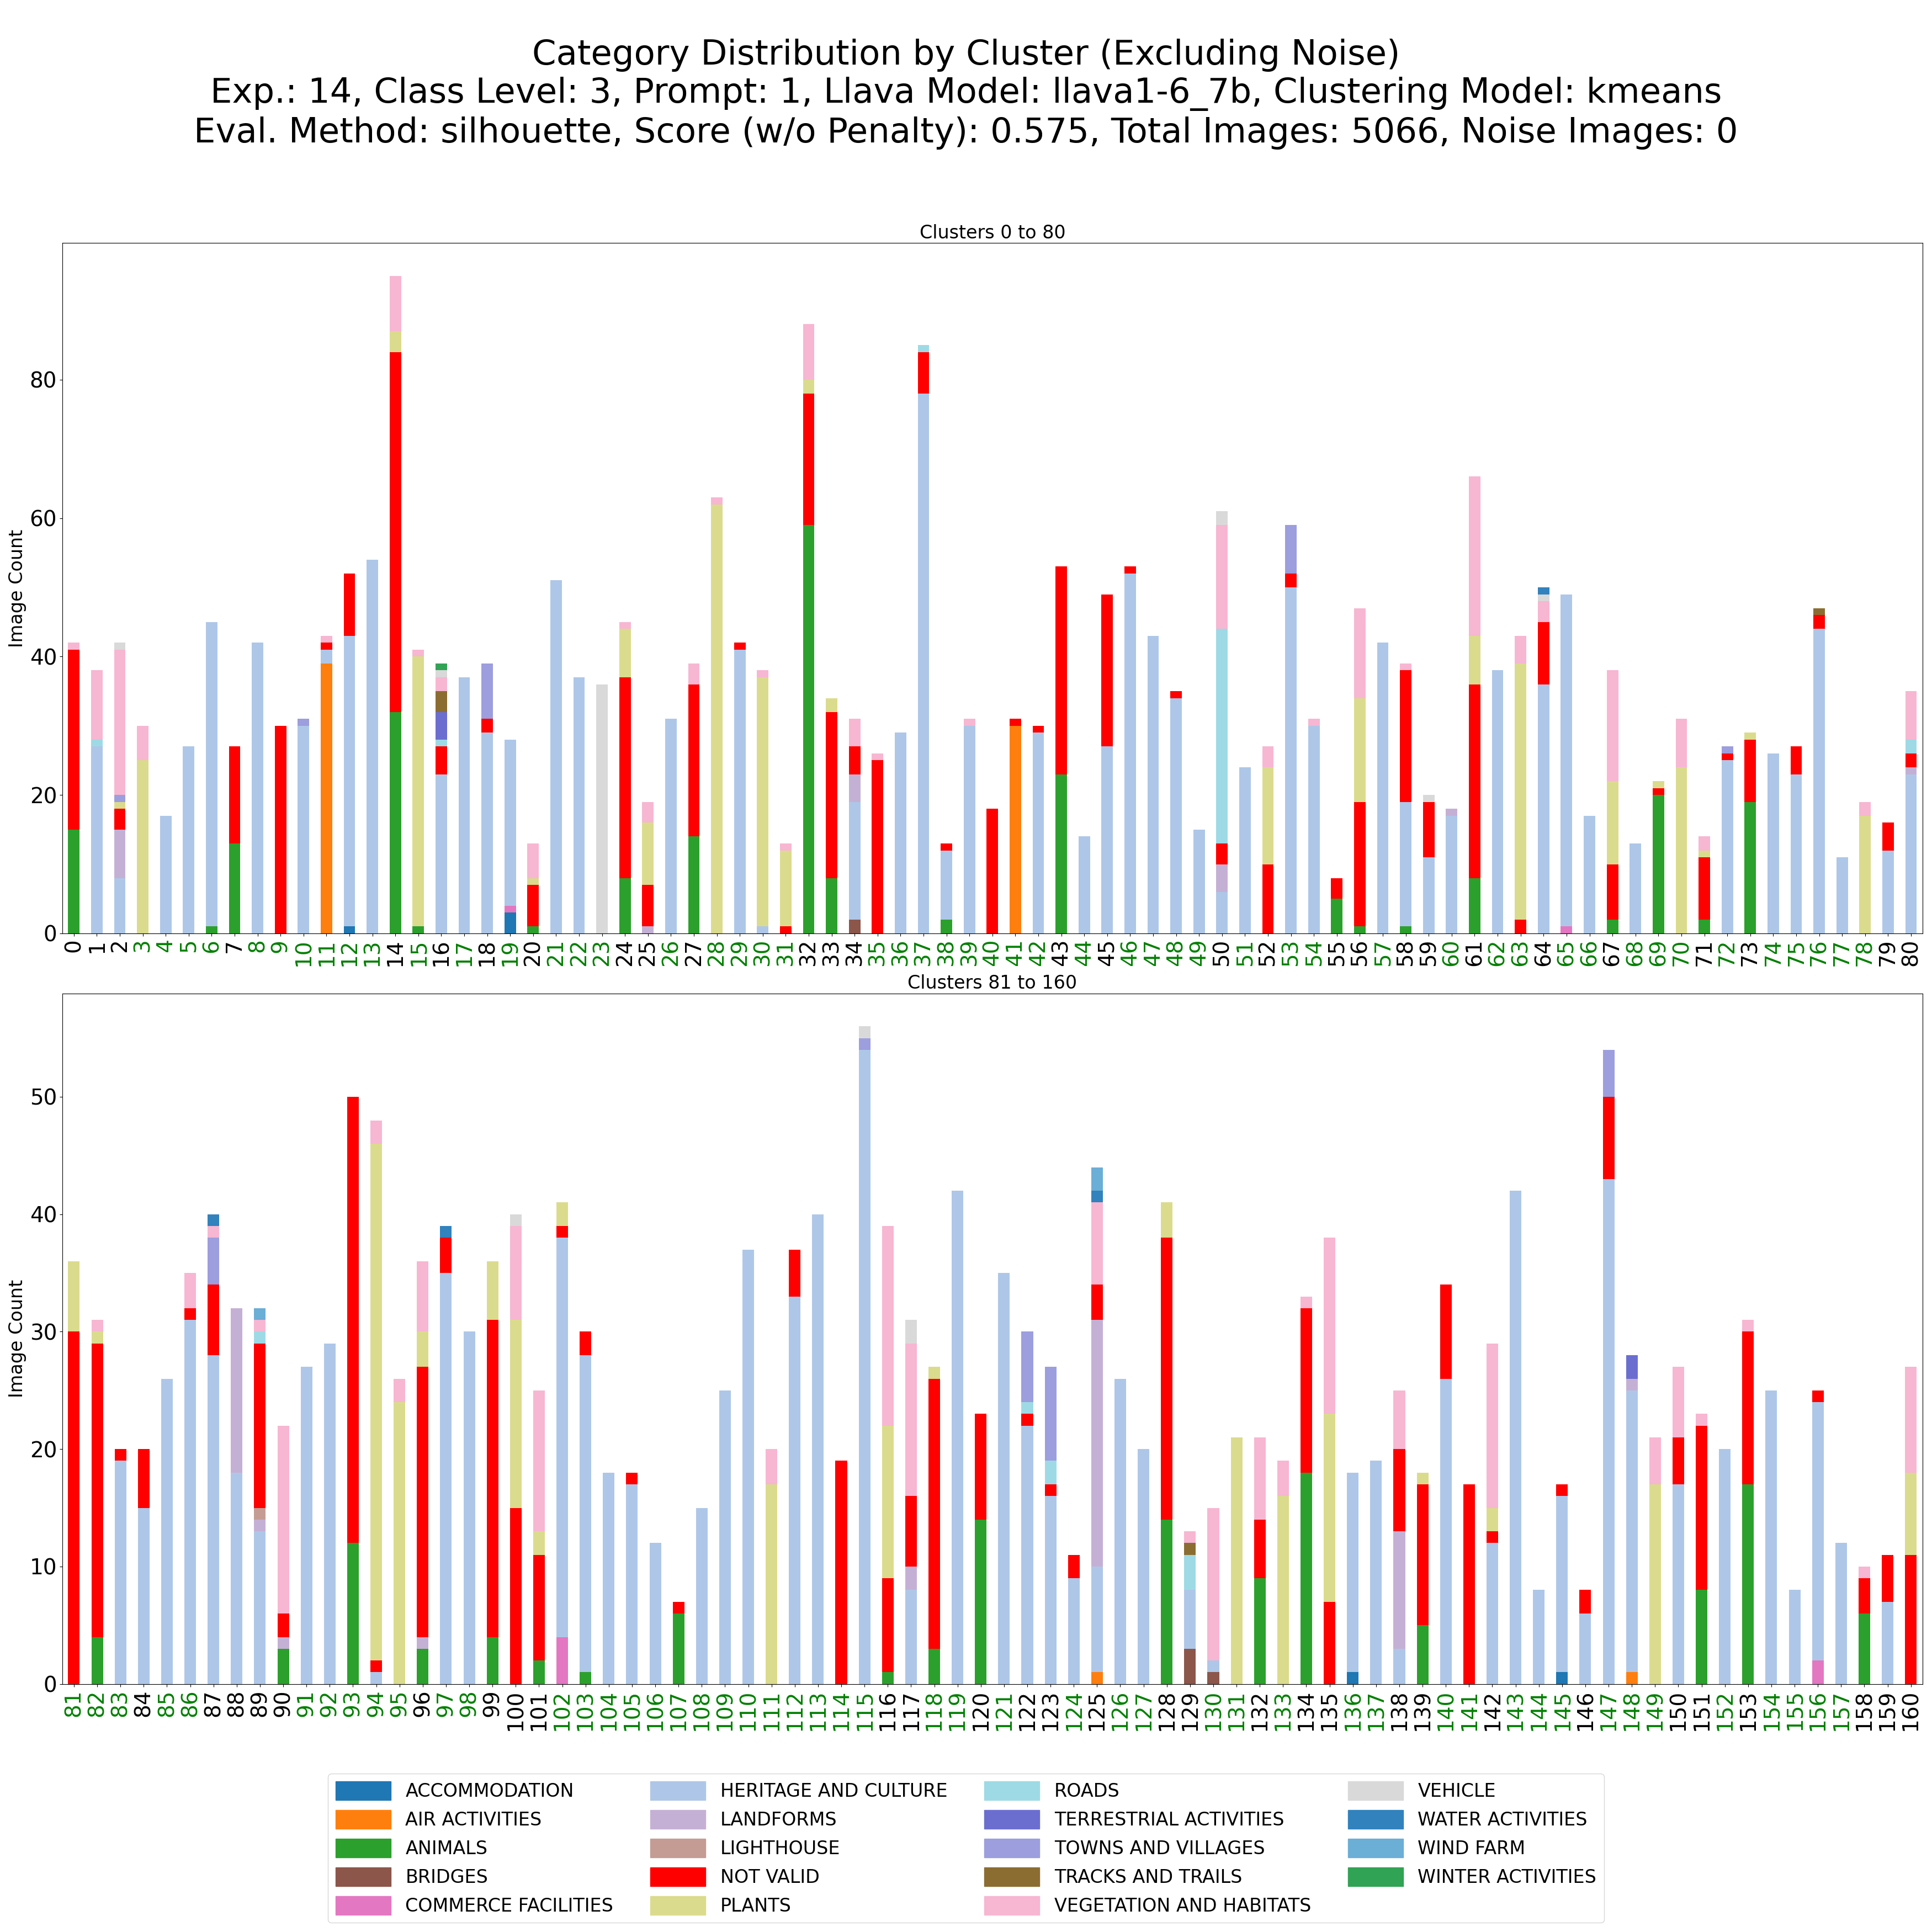 Category Distribution by Cluster (Excluding Noise)
Exp.: 14, Class Level: 3, Prompt: 1, Llava Model: llava1-6_7b, Clustering Model: kmeans
Eval. Method: silhouette, Score (w/o Penalty): 0.575, Total Images: 5066, Noise Images: 0
Clusters 0 to 80
Image Count
80
60
40
20
0
0 1 2 3 4 5 6 7 8 9 10 11 12 13 14 15 16 17 18 19 20 21 22 23 24 25 26 27 28 29 30 31 32 33 34 35 36 37 38 39 40 41 42 43 44 45 46 47 48 49 50 51 52 53 54 55 56 57 58 59 60 61 62 63 64 65 66 67 68 69 70 71 72 73 74 75 76 77 78 79 80
Clusters 81 to 160
Image Count
50
40
30
20
10
0
81 82 83 84 85 86 87 88 89 90 91 92 93 94 95 96 97 98 99 100 101 102 103 104 105 106 107 108 109 110 111 112 113 114 115 116 117 118 119 120 121 122 123 124 125 126 127 128 129 130 131 132 133 134 135 136 137 138 139 140 141 142 143 144 145 146 147 148 149 150 151 152 153 154 155 156 157 158 159 160
ACCOMMODATION
AIR ACTIVITIES
ANIMALS
BRIDGES
COMMERCE FACILITIES
HERITAGE AND CULTURE
LANDFORMS
LIGHTHOUSE
NOT VALID
PLANTS
ROADS
TERRESTRIAL ACTIVITIES
TOWNS AND VILLAGES
TRACKS AND TRAILS
VEGETATION AND HABITATS
VEHICLE
WATER ACTIVITIES
WIND FARM
WINTER ACTIVITIES